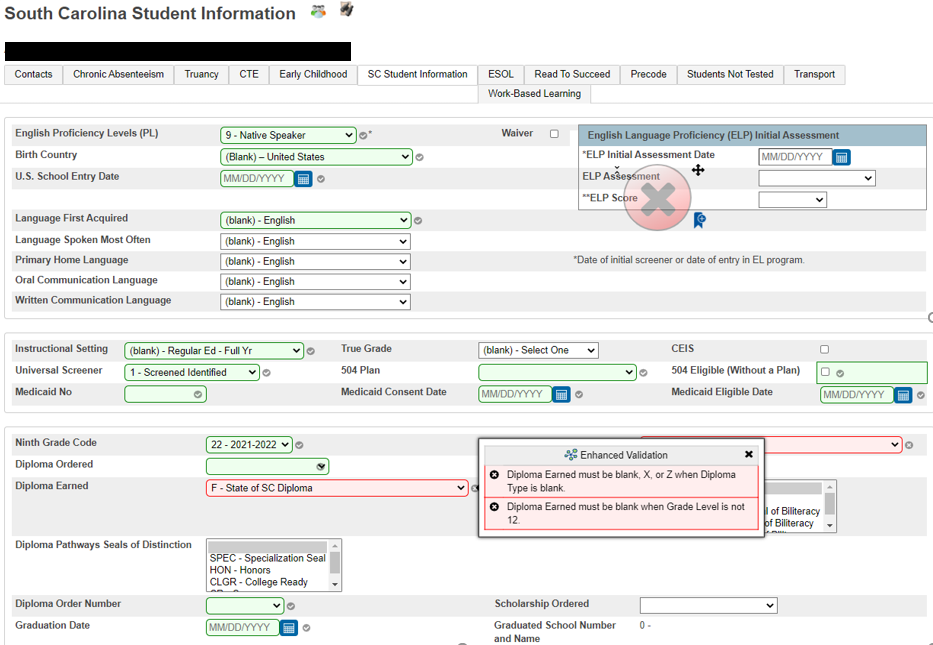 South Carolina Student Information
Contacts Chronic Absenteeism Truancy CTE Early Childhood SC Student Information ESOL Read To Succeed Precode Students Not Tested Transport
Work-Based Learning
English Proficiency Levels (PL) 9 - Native Speaker * Waiver English Language Proficiency (ELP) Initial Assessment
Birth Country (Blank) – United States *ELP Initial Assessment Date MM/DD/YYYY
U.S. School Entry Date MM/DD/YYYY ELP Assessment
**ELP Score
Language First Acquired (blank) - English
Language Spoken Most Often (blank) - English
Primary Home Language (blank) - English *Date of initial screener or date of entry in EL program.
Oral Communication Language (blank) - English
Written Communication Language (blank) - English
Instructional Setting (blank) - Regular Ed - Full Yr True Grade (blank) - Select One CEIS
Universal Screener 1 - Screened Identified 504 Plan 504 Eligible (Without a Plan)
Medicaid No Medicaid Consent Date MM/DD/YYYY Medicaid Eligible Date MM/DD/YYYY
Ninth Grade Code 22 - 2021-2022
Diploma Ordered
Diploma Earned F - State of SC Diploma
Enhanced Validation
Diploma Earned must be blank, X, or Z when Diploma
Type is blank.
Diploma Earned must be blank when Grade Level is not
12.
l of Biliteracy
of Biliteracy
Diploma Pathways Seals of Distinction
SPEC - Specialization Seal
HON - Honors
CLGR - College Ready
Diploma Order Number Scholarship Ordered
Graduation Date MM/DD/YYYY Graduated School Number 0 -
and Name